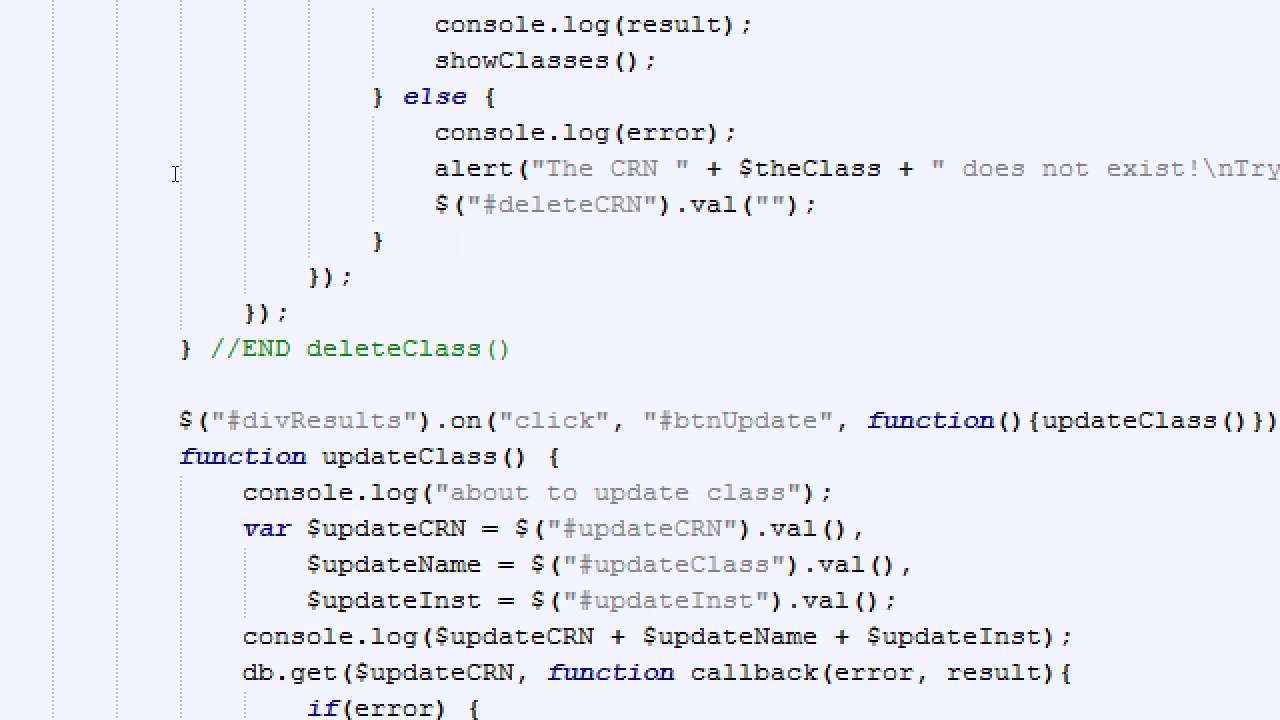 console.log(result);
showClasses();
} else {
console.log(error);
alert("The CRN " + $theClass + " does not exist!\nTry
$("#deleteCRN").val("");
}
});
});
} //END deleteClass()
$("#divResults").on("click", "#btnUpdate", function(){updateClass()})
function updateClass() {
console.log("about to update class");
var $updateCRN = $("#updateCRN").val(),
$updateName = $("#updateClass").val(),
$updateInst = $("#updateInst").val();
console.log($updateCRN + $updateName + $updateInst);
db.get($updateCRN, function callback(error, result){
if(error) {